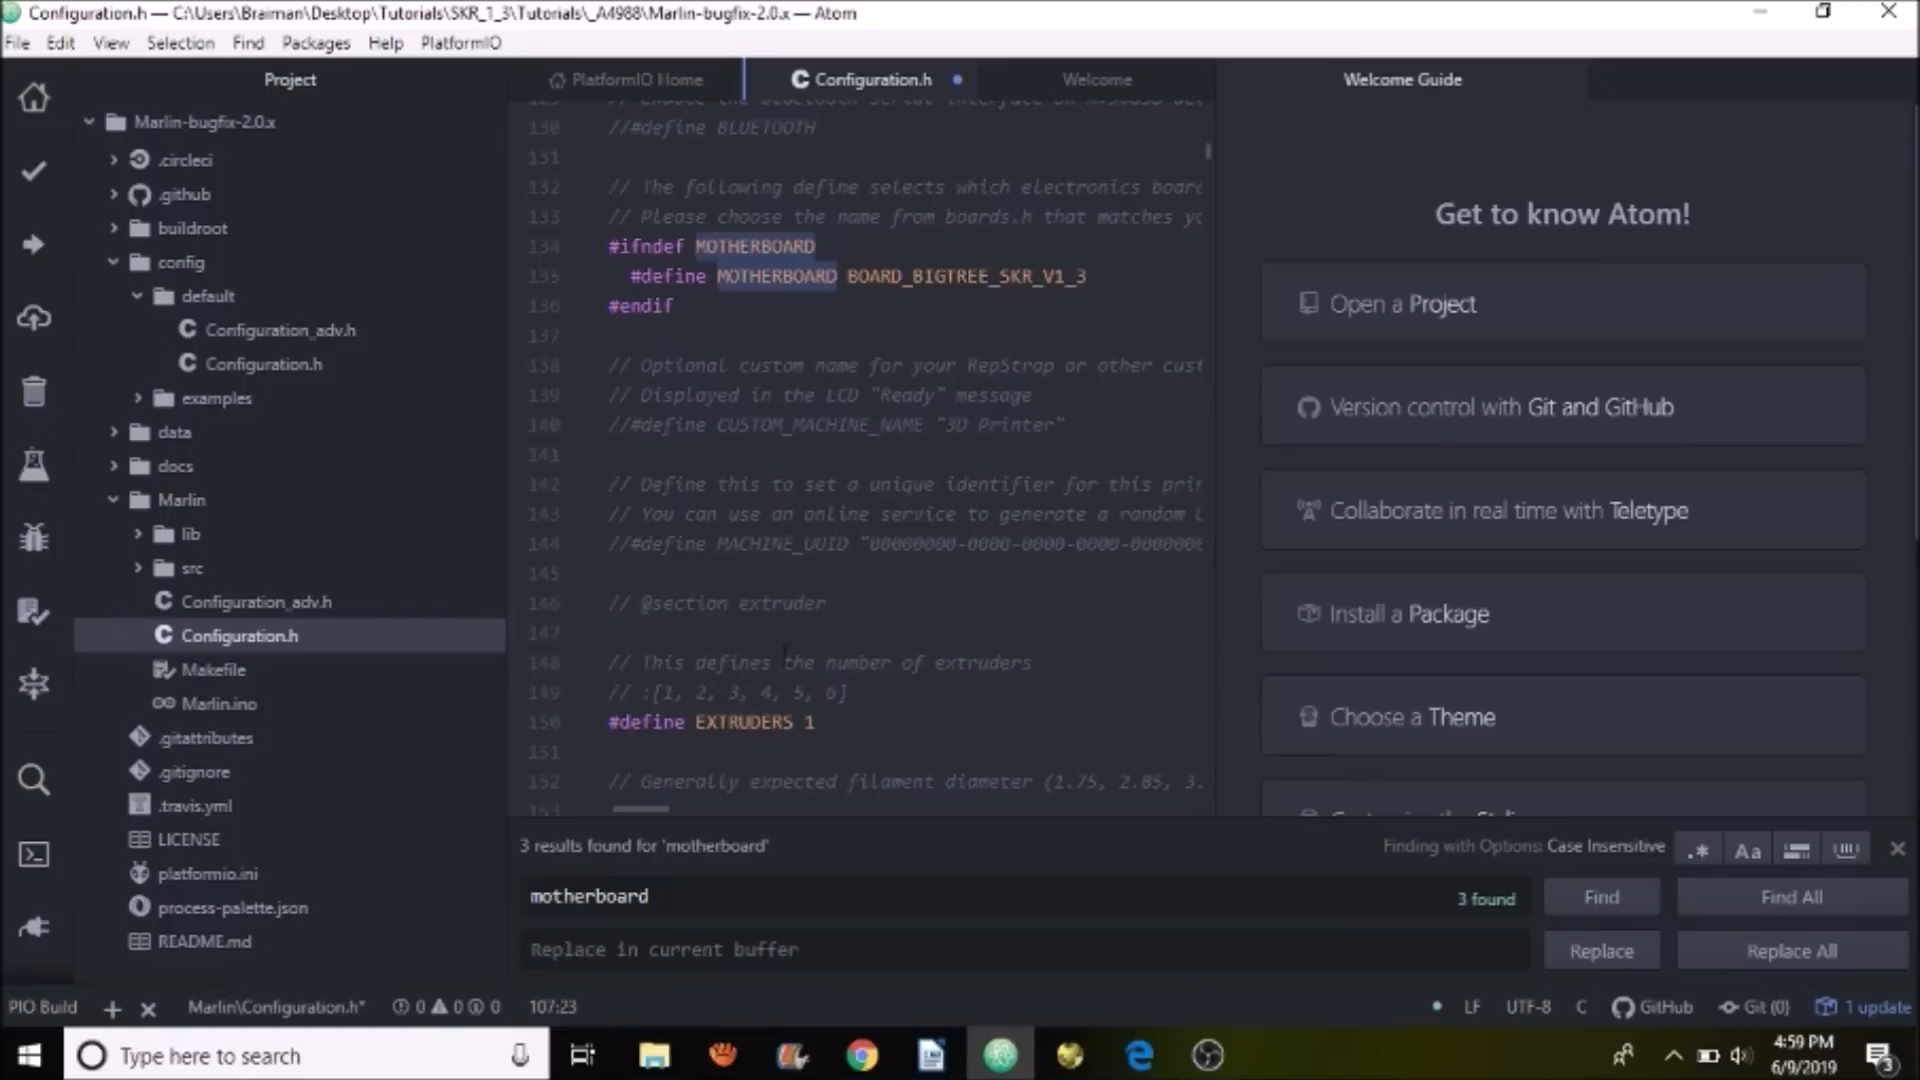 Configuration.h — C:\Users\Braiman\Desktop\Tutorials\SKR_1_3\Tutorials\_A4988\Marlin-bugfix-2.0.x — Atom
File Edit View Selection Find Packages Help PlatformIO
Project
Marlin-bugfix-2.0.x
.circleci
.github
buildroot
config
default
Configuration_adv.h
Configuration.h
examples
data
docs
Marlin
lib
src
Configuration_adv.h
Configuration.h
Makefile
Marlin.ino
.gitattributes
.gitignore
.travis.yml
LICENSE
platformio.ini
process-palette.json
README.md
PlatformIO Home Configuration.h Welcome
130 //#define BLUETOOTH
131
132 // The following define selects which electronics board
133 // Please choose the name from boards.h that matches yo
134 #ifndef MOTHERBOARD
135 #define MOTHERBOARD BOARD_BIGTREE_SKR_V1_3
136 #endif
137
138 // Optional custom name for your RepStrap or other cust
139 // Displayed in the LCD "Ready" message
140 //#define CUSTOM_MACHINE_NAME "3D Printer"
141
142 // Define this to set a unique identifier for this prin
143 // You can use an online service to generate a random U
144 //#define MACHINE_UUID "00000000-0000-0000-0000-0000000
145
146 // @section extruder
147
148 // This defines the number of extruders
149 // :[1, 2, 3, 4, 5, 6]
150 #define EXTRUDERS 1
151
152 // Generally expected filament diameter (1.75, 2.85, 3.
153
Welcome Guide
Get to know Atom!
Open a Project
Version control with Git and GitHub
Collaborate in real time with Teletype
Install a Package
Choose a Theme
3 results found for 'motherboard'
Finding with Options: Case Insensitive
.* Aa
motherboard 3 found Find Find All
Replace in current buffer Replace Replace All
PIO Build + × Marlin\Configuration.h* 0 0 0 107:23
LF UTF-8 C GitHub Git (0) 1 update
Type here to search
4:59 PM
6/9/2019
3